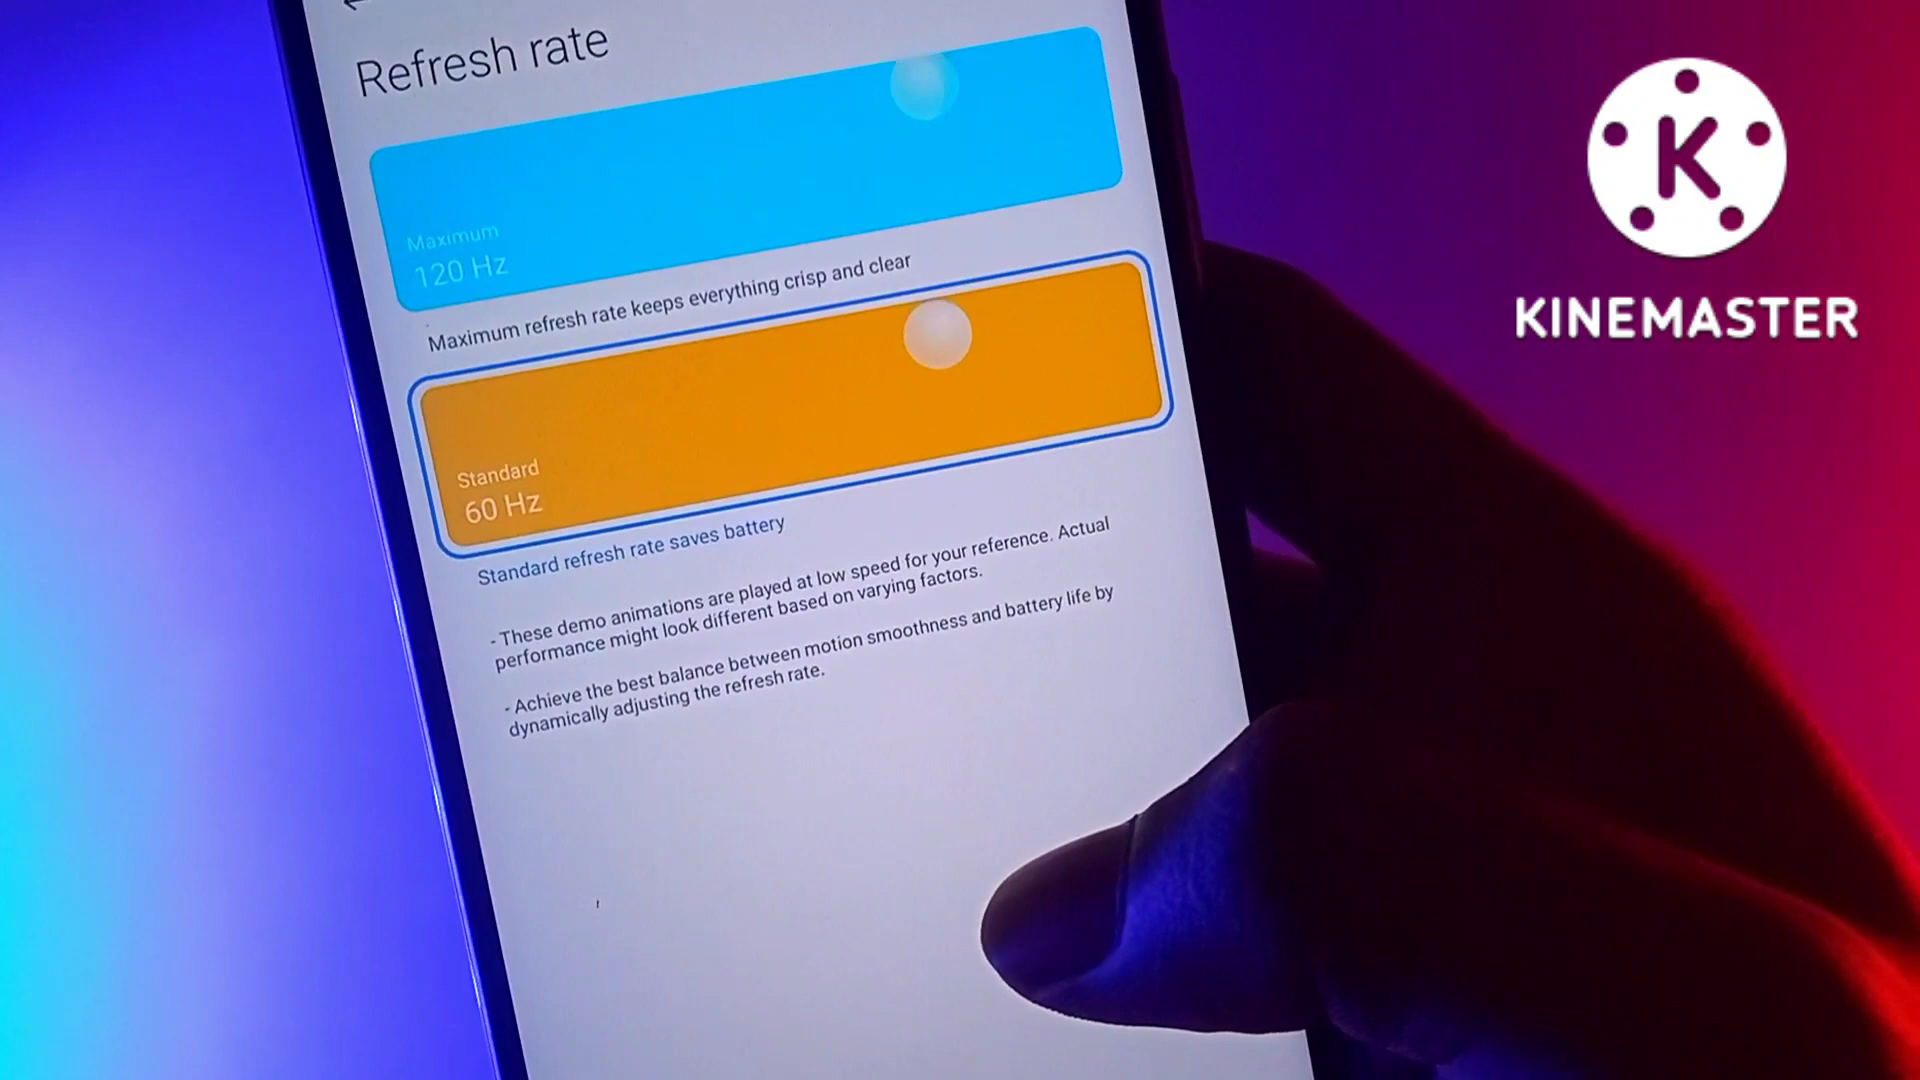 Refresh rate
Maximum
120 Hz
Maximum refresh rate keeps everything crisp and clear
Standard
60 Hz
Standard refresh rate saves battery
- These demo animations are played at low speed for your reference. Actual
performance might look different based on varying factors.
- Achieve the best balance between motion smoothness and battery life by
dynamically adjusting the refresh rate.
K
KINEMASTER